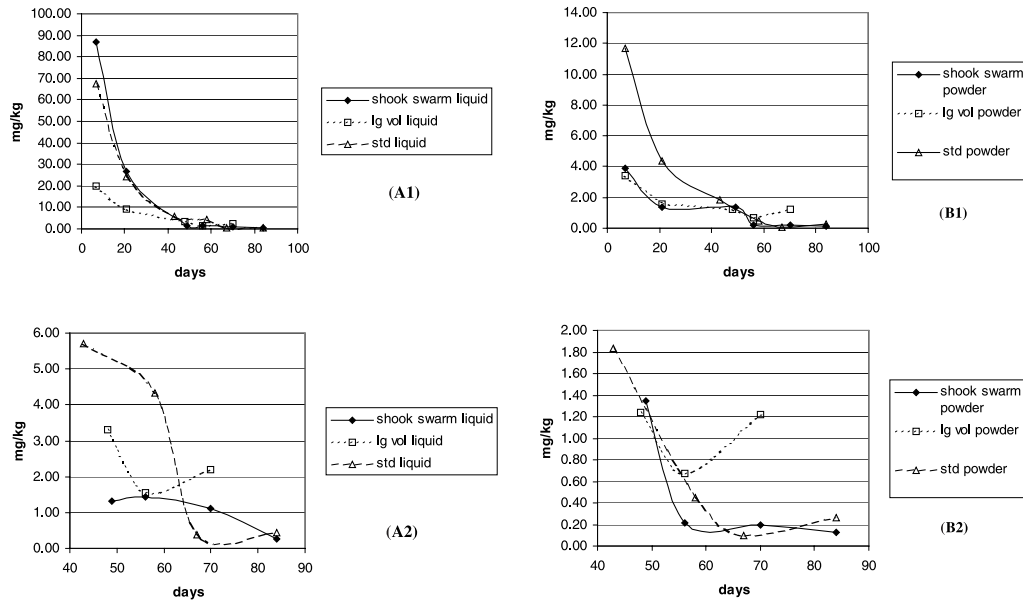 100.00
90.00
80.00
70.00
60.00
50.00
40.00
30.00
20.00
10.00
0.00
mg/kg
0 20 40 60 80 100
days
shook swarm liquid
lg vol liquid
std liquid
(A1)
14.00
12.00
10.00
8.00
6.00
4.00
2.00
0.00
mg/kg
0 20 40 60 80 100
days
shook swarm
powder
lg vol powder
std powder
(B1)
6.00
5.00
4.00
3.00
2.00
1.00
0.00
mg/kg
40 50 60 70 80 90
days
shook swarm liquid
lg vol liquid
std liquid
(A2)
2.00
1.80
1.60
1.40
1.20
1.00
0.80
0.60
0.40
0.20
0.00
mg/kg
40 50 60 70 80 90
days
shook swarm
powder
lg vol powder
std powder
(B2)